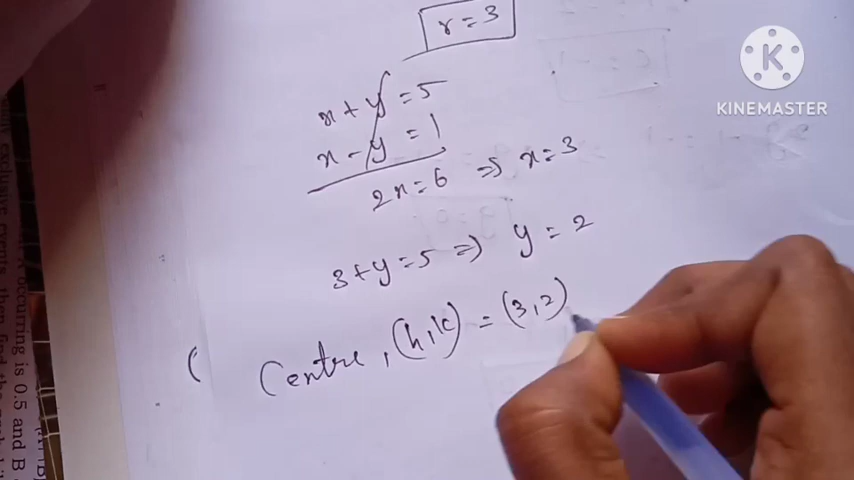 r = 3
x + y = 5
x - y = 1
2x = 6 => x = 3
3 + y = 5 => y = 2
( Centre, (h, k) = (3, 2)
K
KINEMASTER
occurring is 0.5 and B